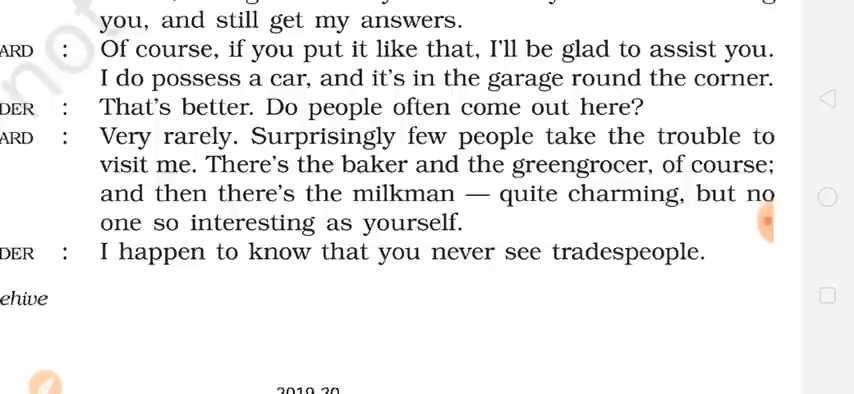 you, and still get my answers.
ARD : Of course, if you put it like that, I'll be glad to assist you.
I do possess a car, and it's in the garage round the corner.
DER : That's better. Do people often come out here?
ARD : Very rarely. Surprisingly few people take the trouble to
visit me. There's the baker and the greengrocer, of course;
and then there's the milkman — quite charming, but no
one so interesting as yourself.
DER : I happen to know that you never see tradespeople.
ehive
2019-20